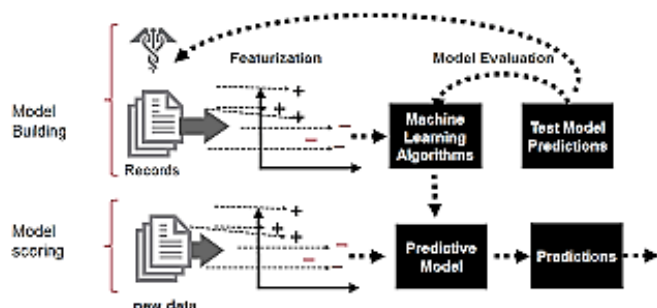 Featurization
Model Evaluation
Model
Building
Records
Machine
Learning
Algorithms
Test Model
Predictions
Model
scoring
Predictive
Model
Predictions
new data